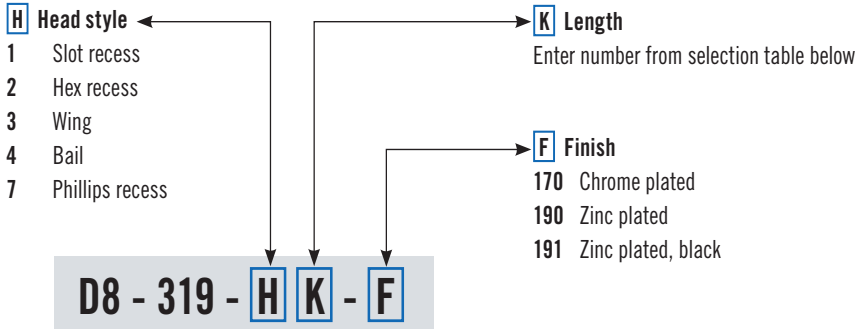 H Head style
1 Slot recess
2 Hex recess
3 Wing
4 Bail
7 Phillips recess
K Length
Enter number from selection table below
F Finish
170 Chrome plated
190 Zinc plated
191 Zinc plated, black
D8 - 319 - H K - F